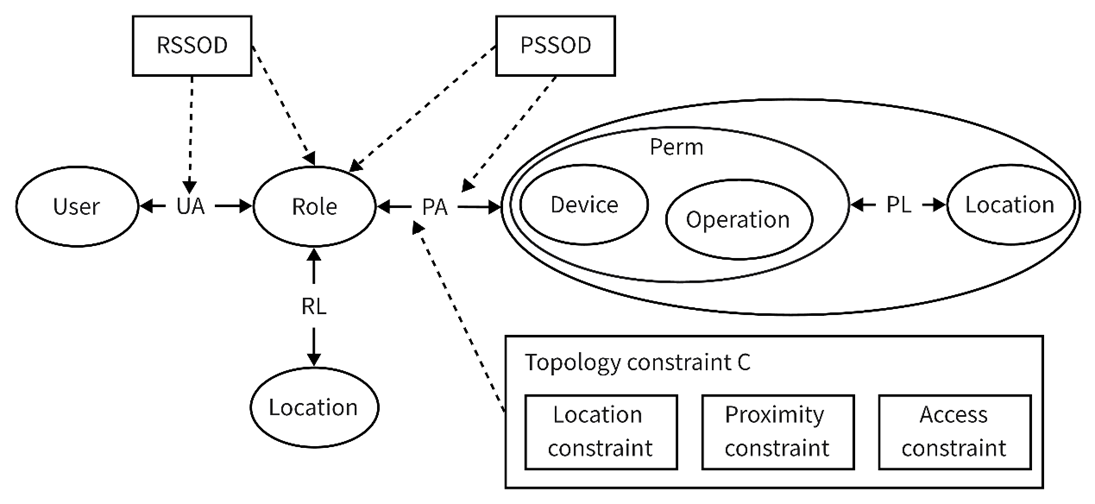 RSSOD
PSSOD
Perm
User
UA
Role
PA
Device
Operation
PL
Location
RL
Location
Topology constraint C
Location
constraint
Proximity
constraint
Access
constraint